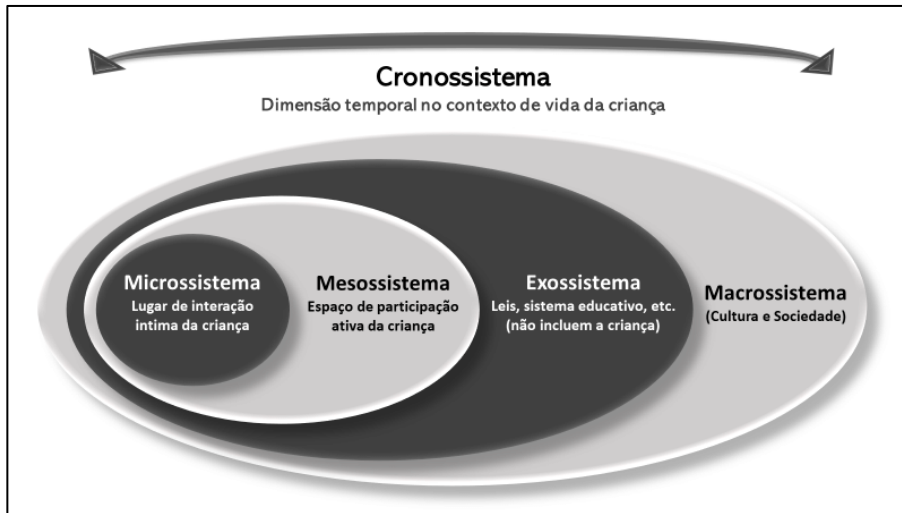 Cronossistema
Dimensão temporal no contexto de vida da criança
Microssistema
Lugar de interação
íntima da criança
Mesossistema
Espaço de participação
ativa da criança
Exossistema
Leis, sistema educativo, etc.
(não incluem a criança)
Macrossistema
(Cultura e Sociedade)